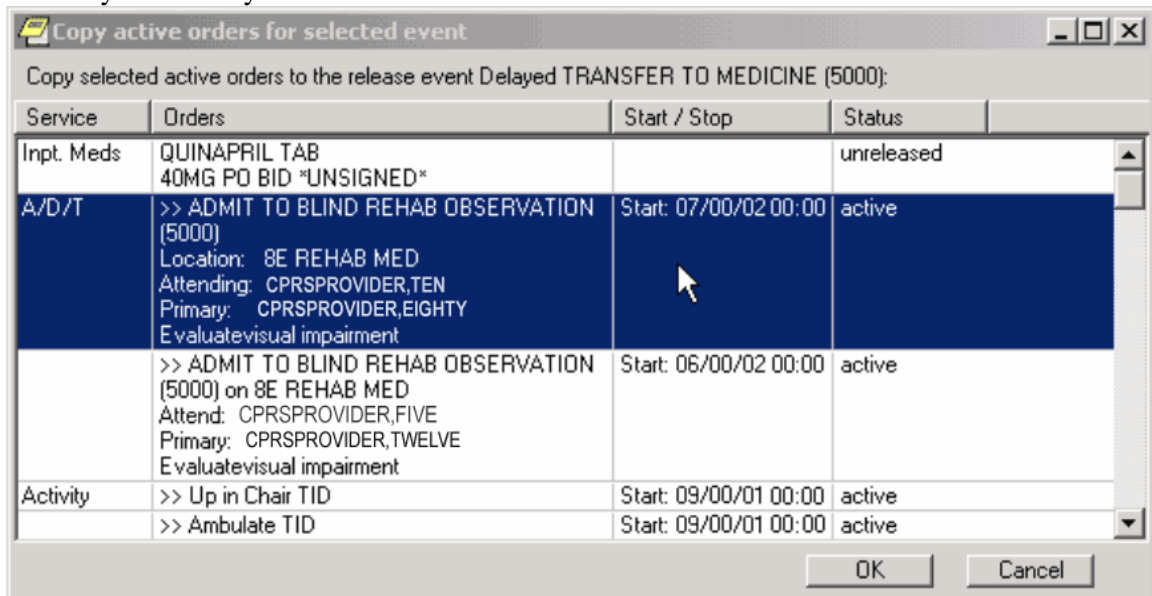 Copy active orders for selected event
Copy selected active orders to the release event Delayed TRANSFER TO MEDICINE (5000):
Service Orders Start / Stop Status
Inpt. Meds QUINAPRIL TAB unreleased
40MG PO BID *UNSIGNED*
A/D/T >> ADMIT TO BLIND REHAB OBSERVATION Start: 07/00/02 00:00 active
(5000)
Location: 8E REHAB MED
Attending: CPRSPROVIDER,TEN
Primary: CPRSPROVIDER,EIGHTY
Evaluatevisual impairment
>> ADMIT TO BLIND REHAB OBSERVATION Start: 06/00/02 00:00 active
(5000) on 8E REHAB MED
Attend: CPRSPROVIDER,FIVE
Primary: CPRSPROVIDER,TWELVE
Evaluatevisual impairment
Activity >> Up in Chair TID Start: 09/00/01 00:00 active
>> Ambulate TID Start: 09/00/01 00:00 active
OK Cancel